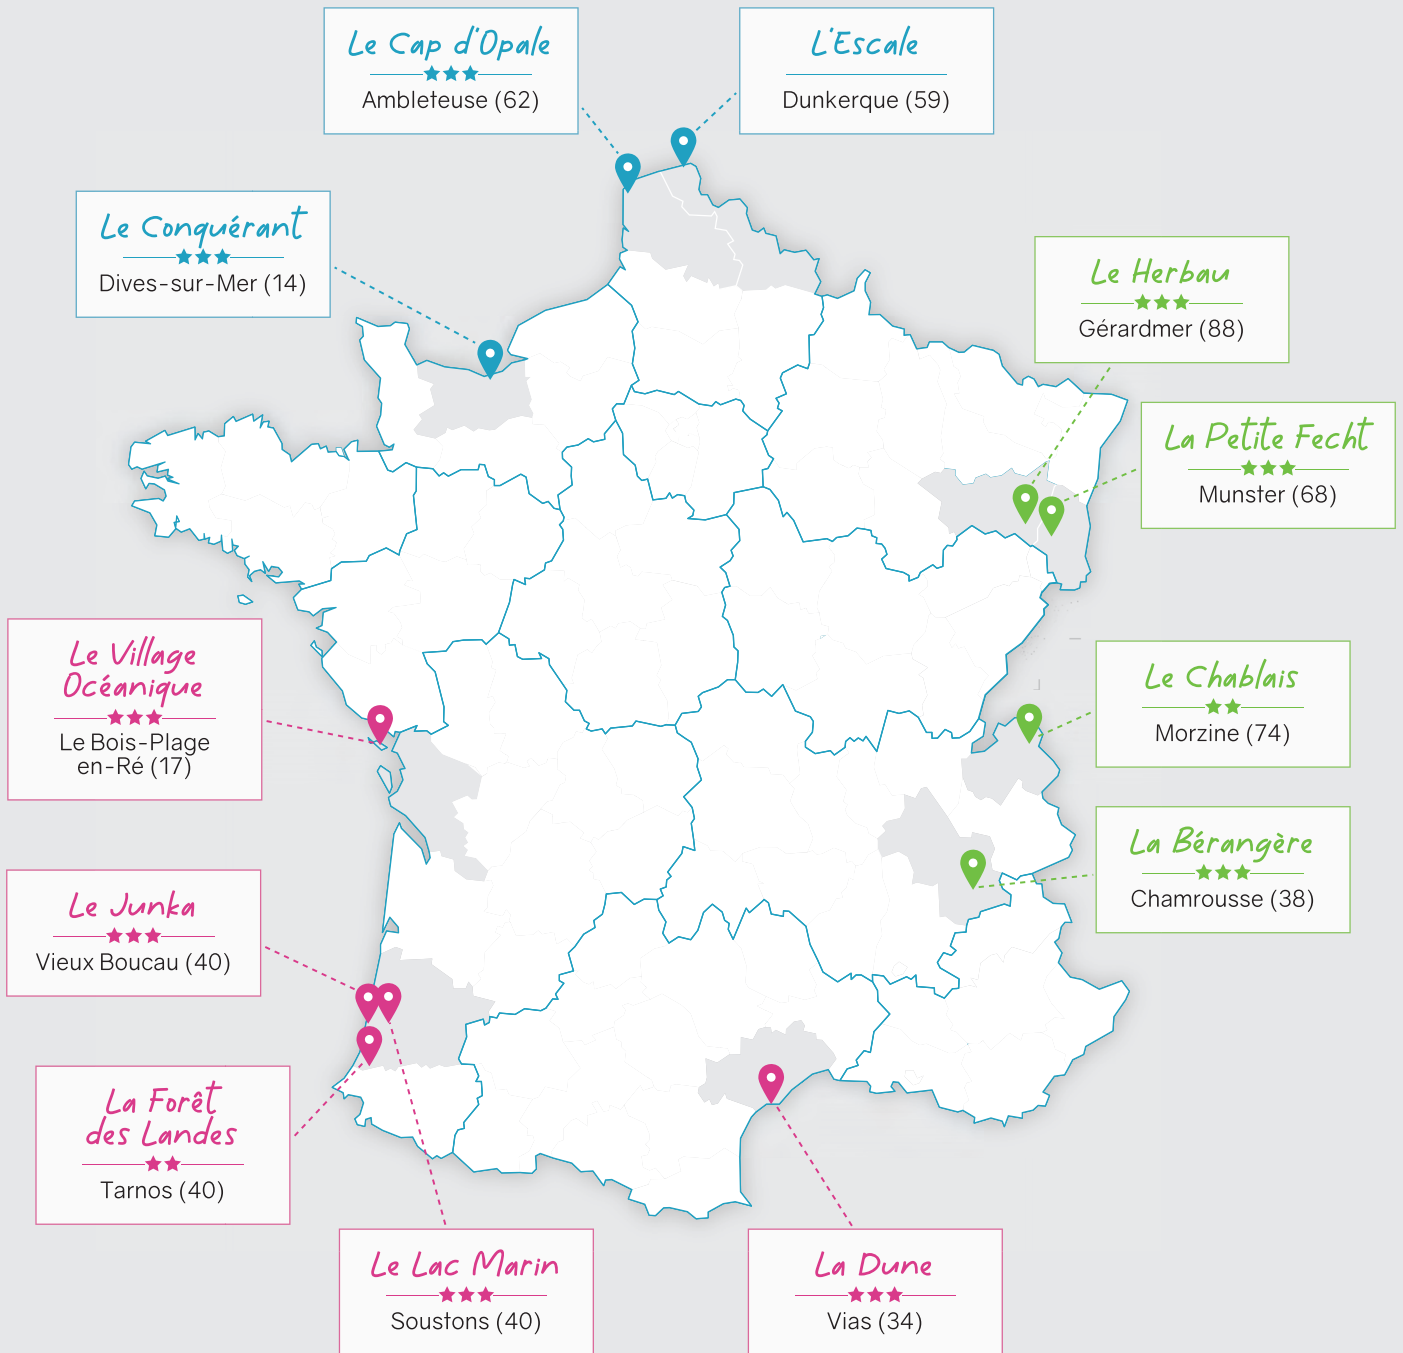 Le Cap d'Opale
Ambleteuse (62)
L'Escale
Dunkerque (59)
Le Conquérant
Dives-sur-Mer (14)
Le Herbau
Gérardmer (88)
La Petite Fecht
Munster (68)
Le Village
Océanique
Le Bois-Plage
en-Ré (17)
Le Chablais
Morzine (74)
La Bérangère
Chamrousse (38)
Le Junka
Vieux Boucau (40)
La Forêt
des Landes
Tarnos (40)
Le Lac Marin
Soustons (40)
La Dune
Vias (34)